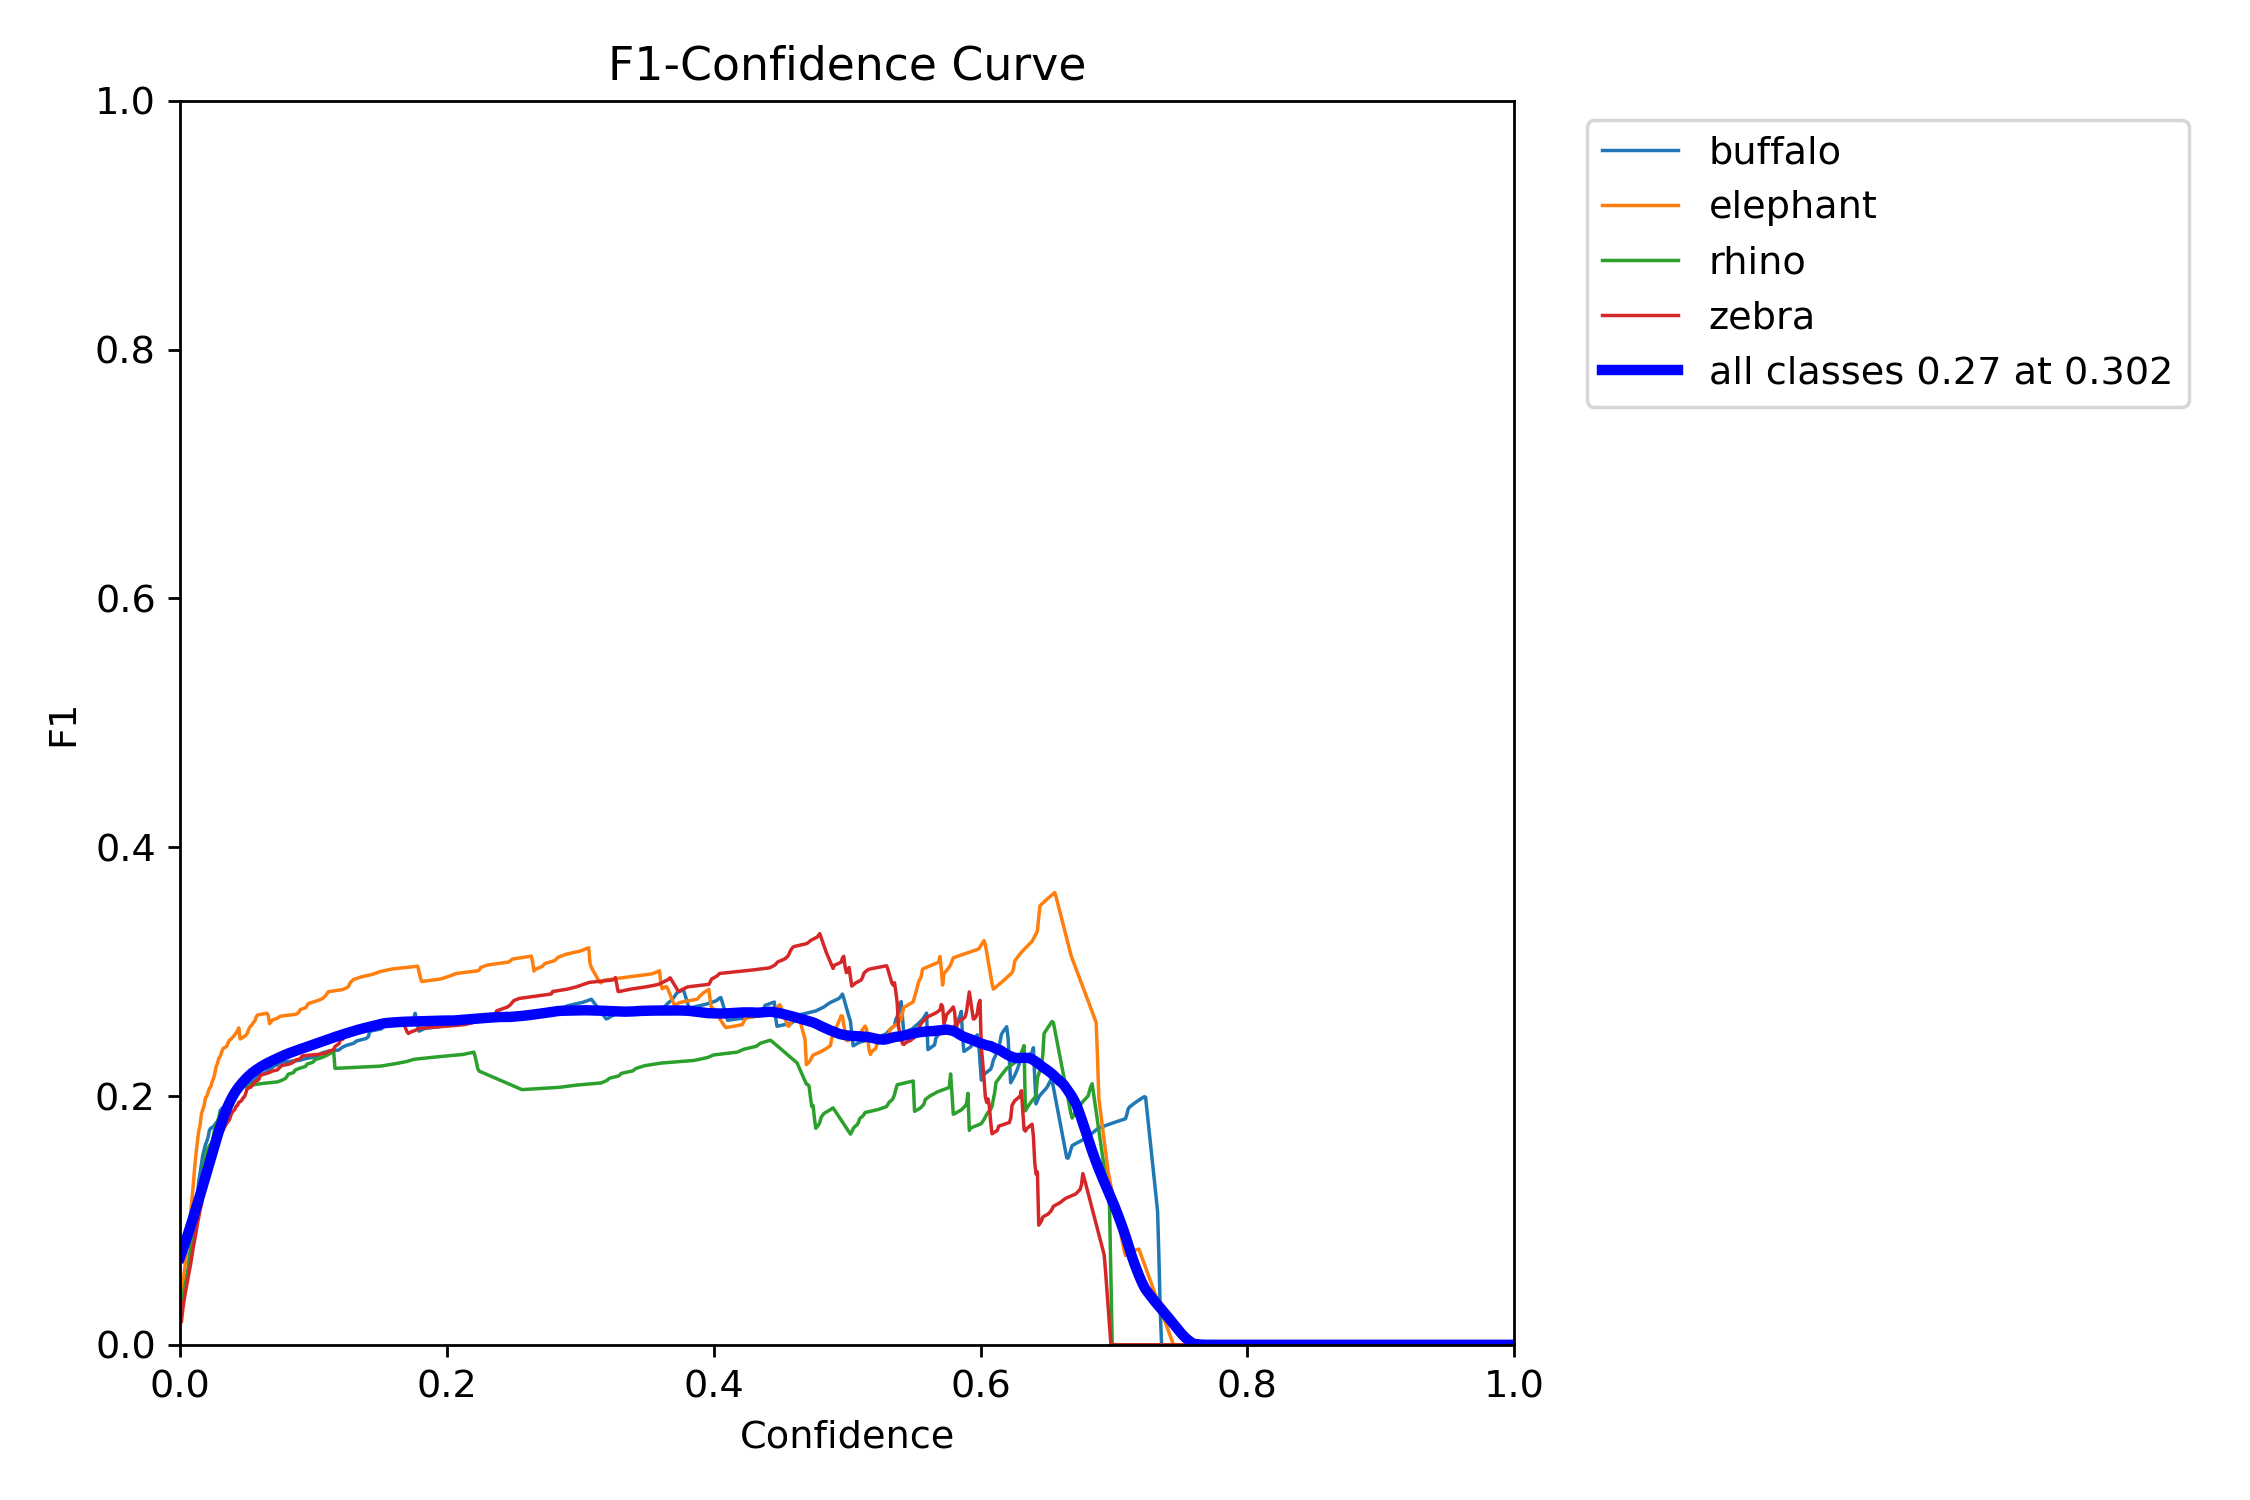 F1-Confidence Curve
1.0
0.8
0.6
0.4
0.2
0.0
F1
0.0 0.2 0.4 0.6 0.8 1.0
Confidence
buffalo
elephant
rhino
zebra
all classes 0.27 at 0.302